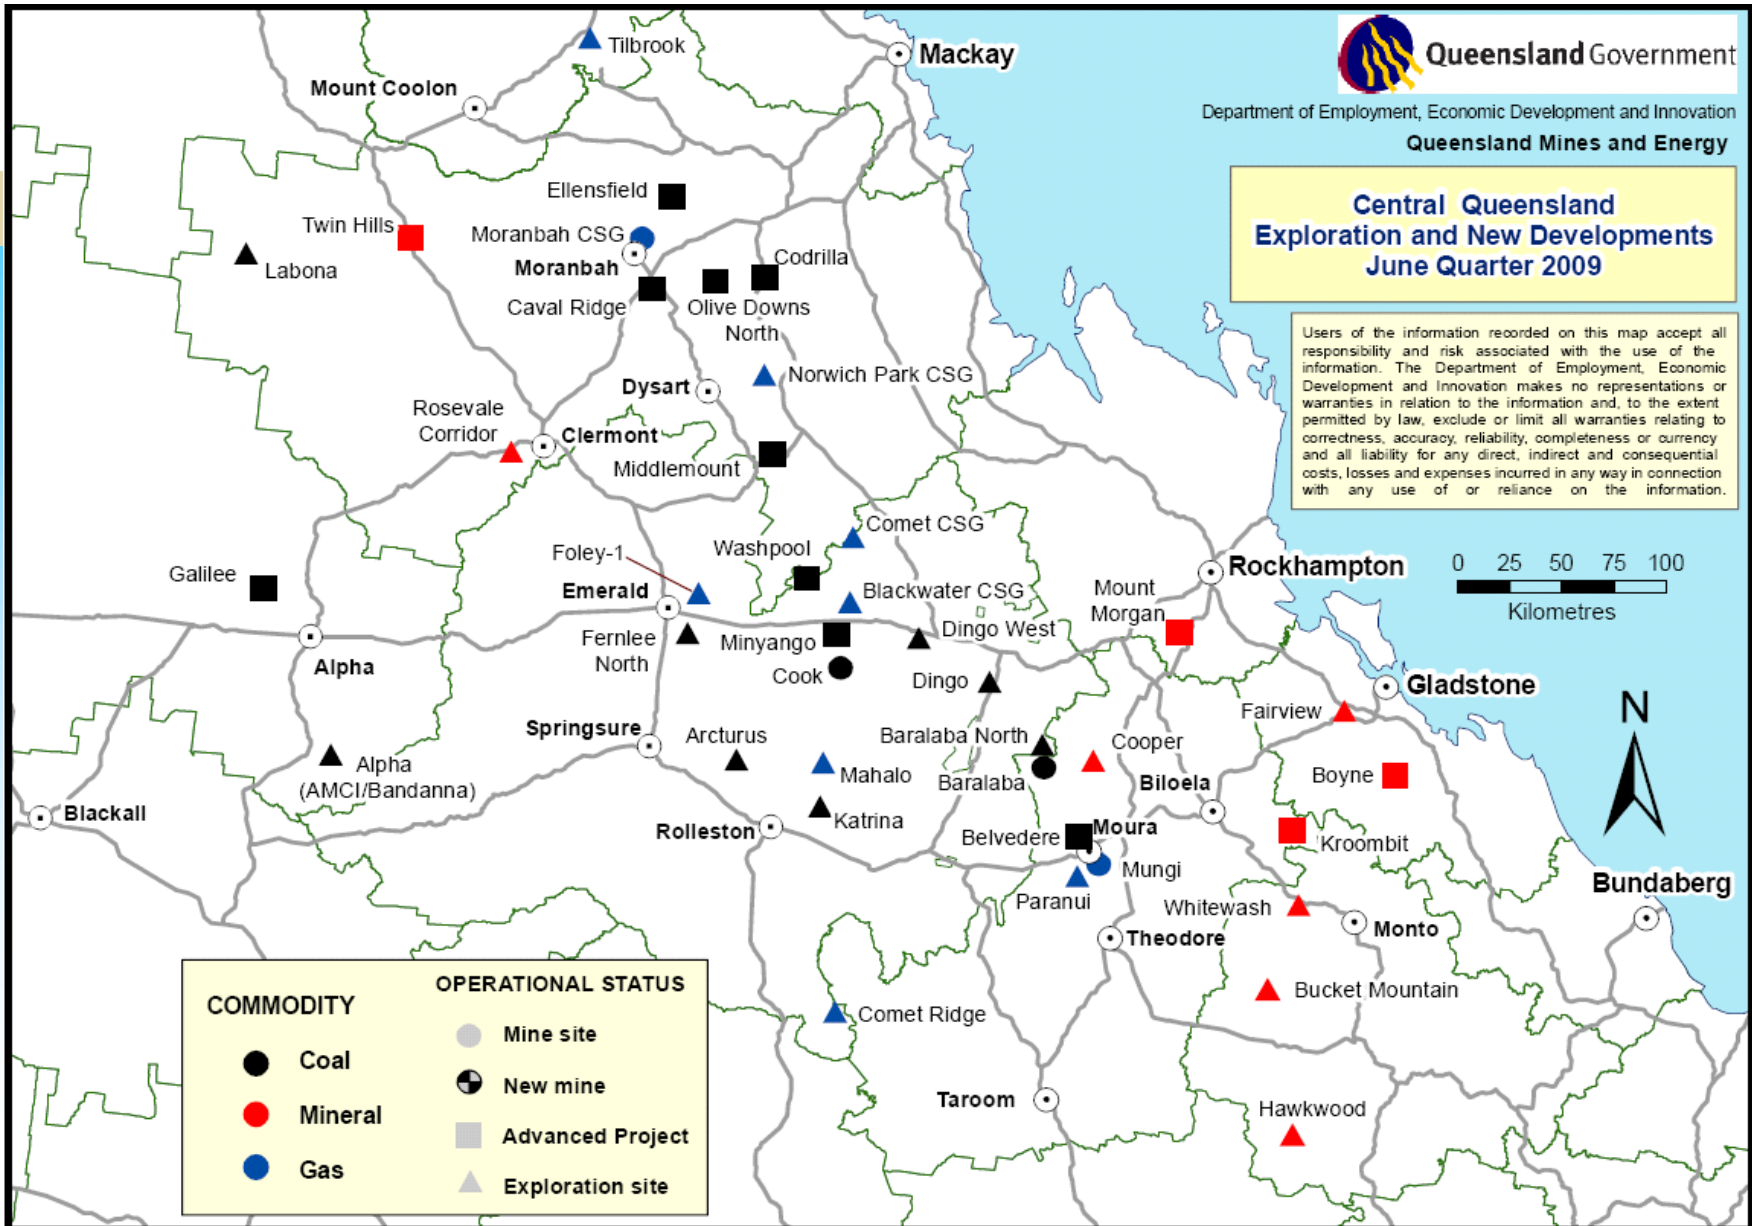 Tilbrook
Mackay
Mount Coolon
Queensland Government
Department of Employment, Economic Development and Innovation
Queensland Mines and Energy
Central Queensland
Exploration and New Developments
June Quarter 2009
Users of the information recorded on this map accept all
responsibility and risk associated with the use of the
information. The Department of Employment, Economic
Development and Innovation makes no representations or
warranties in relation to the information and, to the extent
permitted by law, exclude or limit all warranties relating to
correctness, accuracy, reliability, completeness or currency
and all liability for any direct, indirect and consequential
costs, losses and expenses incurred in any way in connection
with any use of or reliance on the information.
Ellensfield
Twin Hills
Moranbah CSG
Labona
Moranbah
Codrilla
Caval Ridge
Olive Downs
North
Norwich Park CSG
Dysart
Rosevale
Corridor
Clermont
Middlemount
Comet CSG
Foley-1
Washpool
Galilee
Emerald
Blackwater CSG
Mount
Morgan
Rockhampton
0 25 50 75 100
Kilometres
Fernlee
North
Minyango
Dingo West
Alpha
Cook
Dingo
Gladstone
N
Fairview
Springsure
Arcturus
Baralaba North
Cooper
Alpha
(AMCI/Bandanna)
Mahalo
Baralaba
Biloela
Boyne
Blackall
Katrina
Rolleston
Belvedere
Moura
Kroombit
Mungi
Bundaberg
Paranui
Whitewash
Monto
Theodore
Bucket Mountain
Comet Ridge
Taroom
Hawkwood
COMMODITY
Coal
Mineral
Gas
OPERATIONAL STATUS
Mine site
New mine
Advanced Project
Exploration site